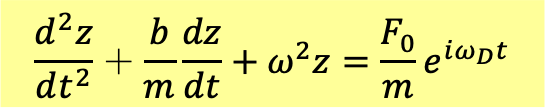 d²z/dt² + b/m dz/dt + ω²z = F₀/m e^{iω_D t}